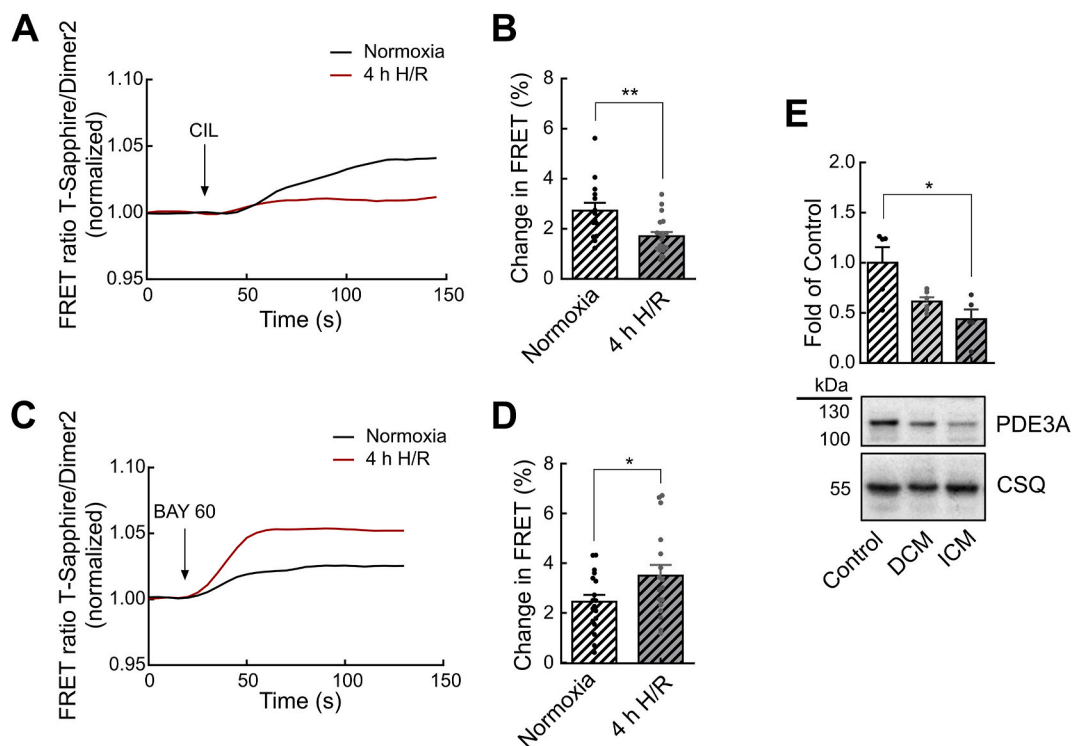 A
Normoxia
4 h H/R
FRET ratio T-Sapphire/Dimer2
(normalized)
1.10
1.05
1.00
0.95
CIL
0
50
100
150
Time (s)
B
Change in FRET (%)
8
6
4
2
0
**
Normoxia
4 h H/R
C
Normoxia
4 h H/R
FRET ratio T-Sapphire/Dimer2
(normalized)
1.10
1.05
1.00
0.95
BAY 60
0
50
100
150
Time (s)
D
Change in FRET (%)
8
6
4
2
0
*
Normoxia
4 h H/R
E
Fold of Control
2.0
1.5
1.0
0.5
0.0
*
kDa
130
100
PDE3A
55
CSQ
Control
DCM
ICM